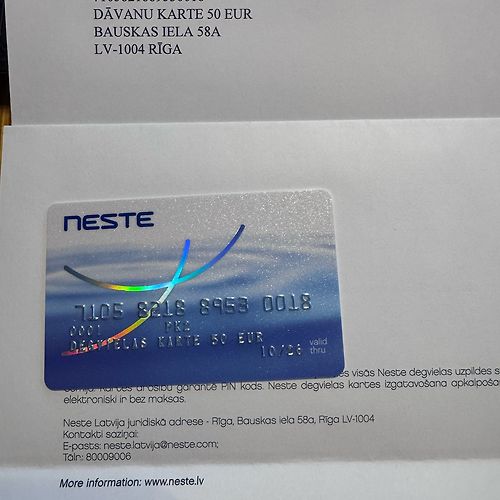 DĀVANU KARTE 50 EUR
BAUSKAS IELA 58A
LV-1004 RĪGA
NESTE
7105 8218 8953 0018
0001 PK2
DEGVIELAS KARTE 50 EUR
10/26 valid thru
visās Neste degvielas uzpildes
kartes drošību garantē PIN kods. Neste degvielas kartes izgatavošana
elektroniski ir bez maksas.
Neste Latvija juridiskā adrese - Rīga, Bauskas iela 58a, Rīga LV-1004
Kontakti saziņai:
E-pasts: neste.latvija@neste.com;
Tālr: 80009006
More information: www.neste.lv